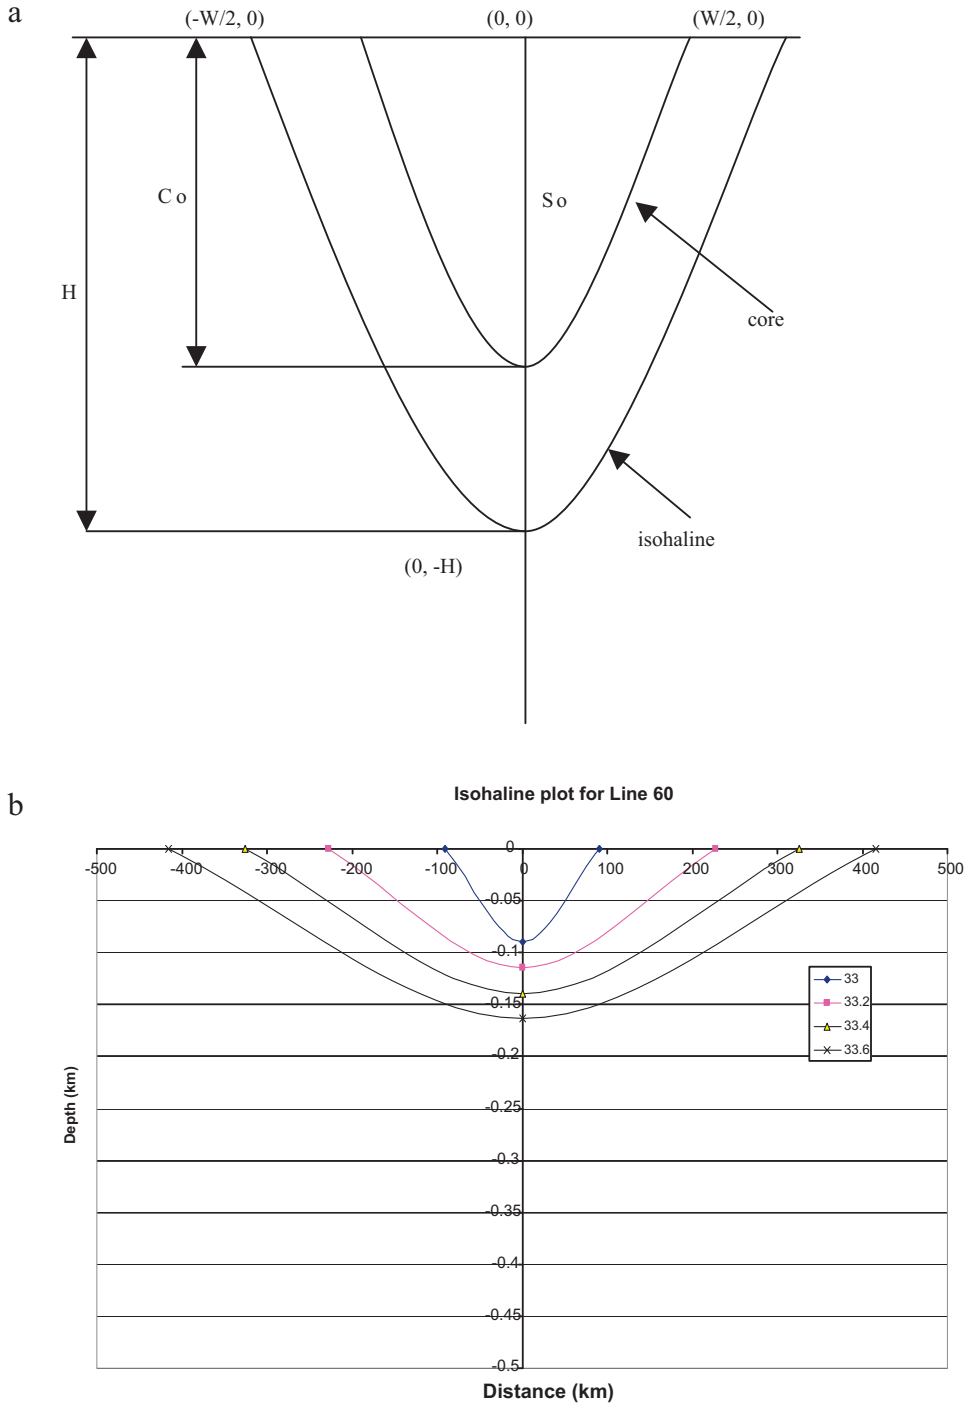 a
(-W/2, 0) (0, 0) (W/2, 0)
C o
S o
H
core
isohaline
(0, -H)
b
Isohaline plot for Line 60
0
-500 -400 -300 -200 -100 0 100 200 300 400 500
-0.05
-0.1
-0.15
-0.2
-0.25
-0.3
-0.35
-0.4
-0.45
-0.5
33
33.2
33.4
33.6
Depth (km)
Distance (km)